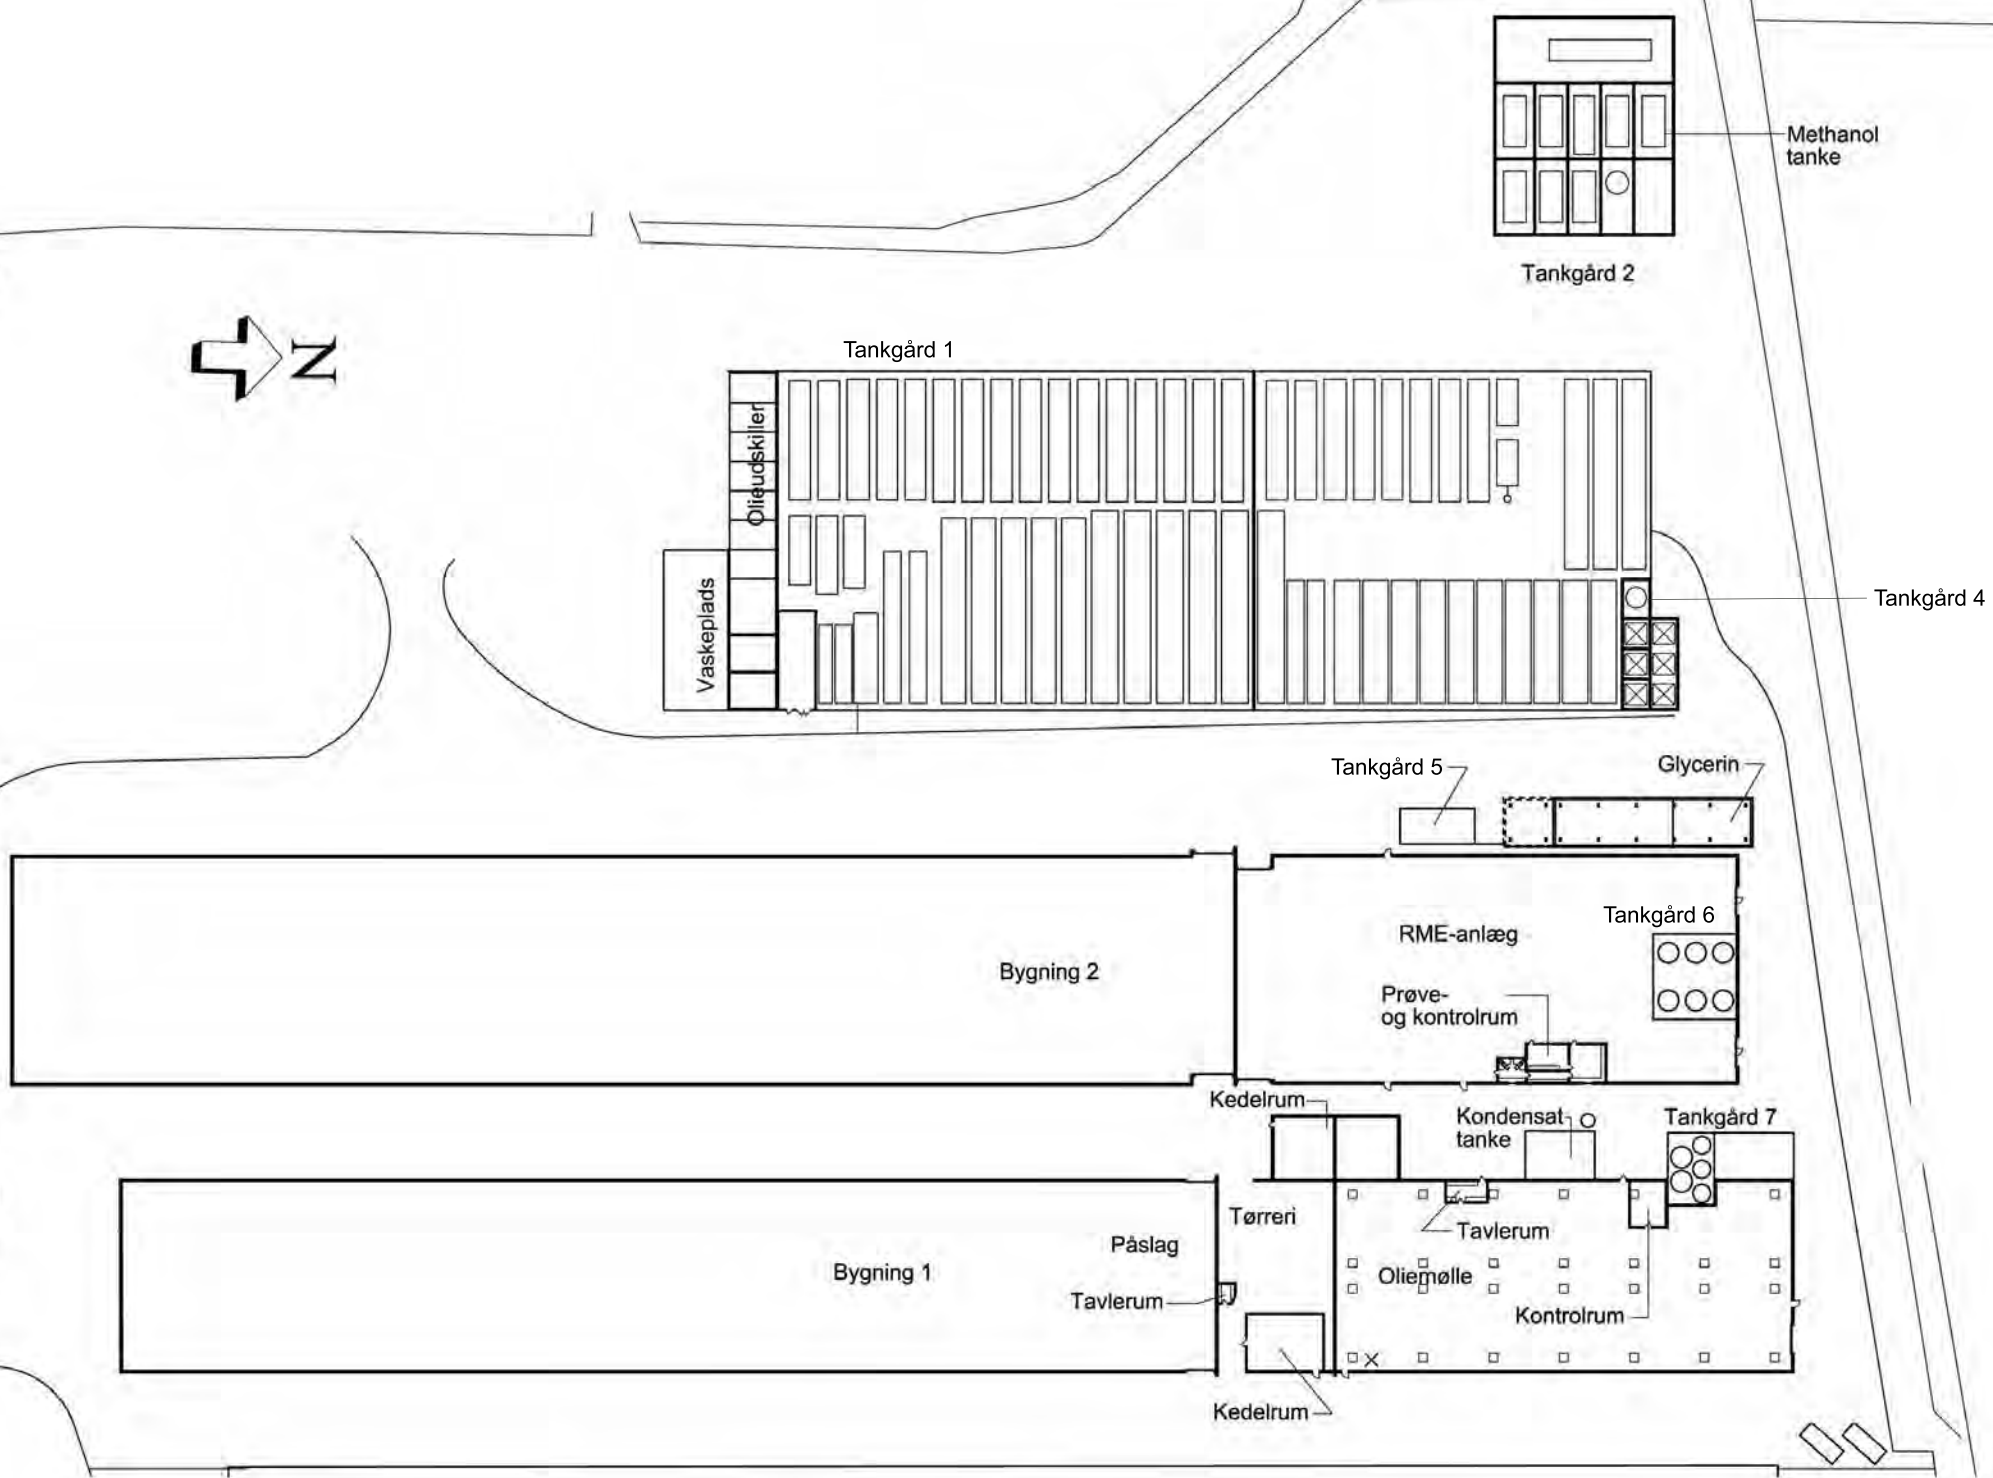 Methanol
tanke
Tankgård 2
N
Tankgård 1
Olieudskiller
Vaskeplads
Tankgård 4
Tankgård 5
Glycerin
Tankgård 6
RME-anlæg
Bygning 2
Prøve-
og kontrolrum
Kedelrum
Kondensat
tanke
Tankgård 7
Tørreri
Påslag
Tavlerum
Bygning 1
Oliemølle
Tavlerum
Kontrolrum
Kedelrum